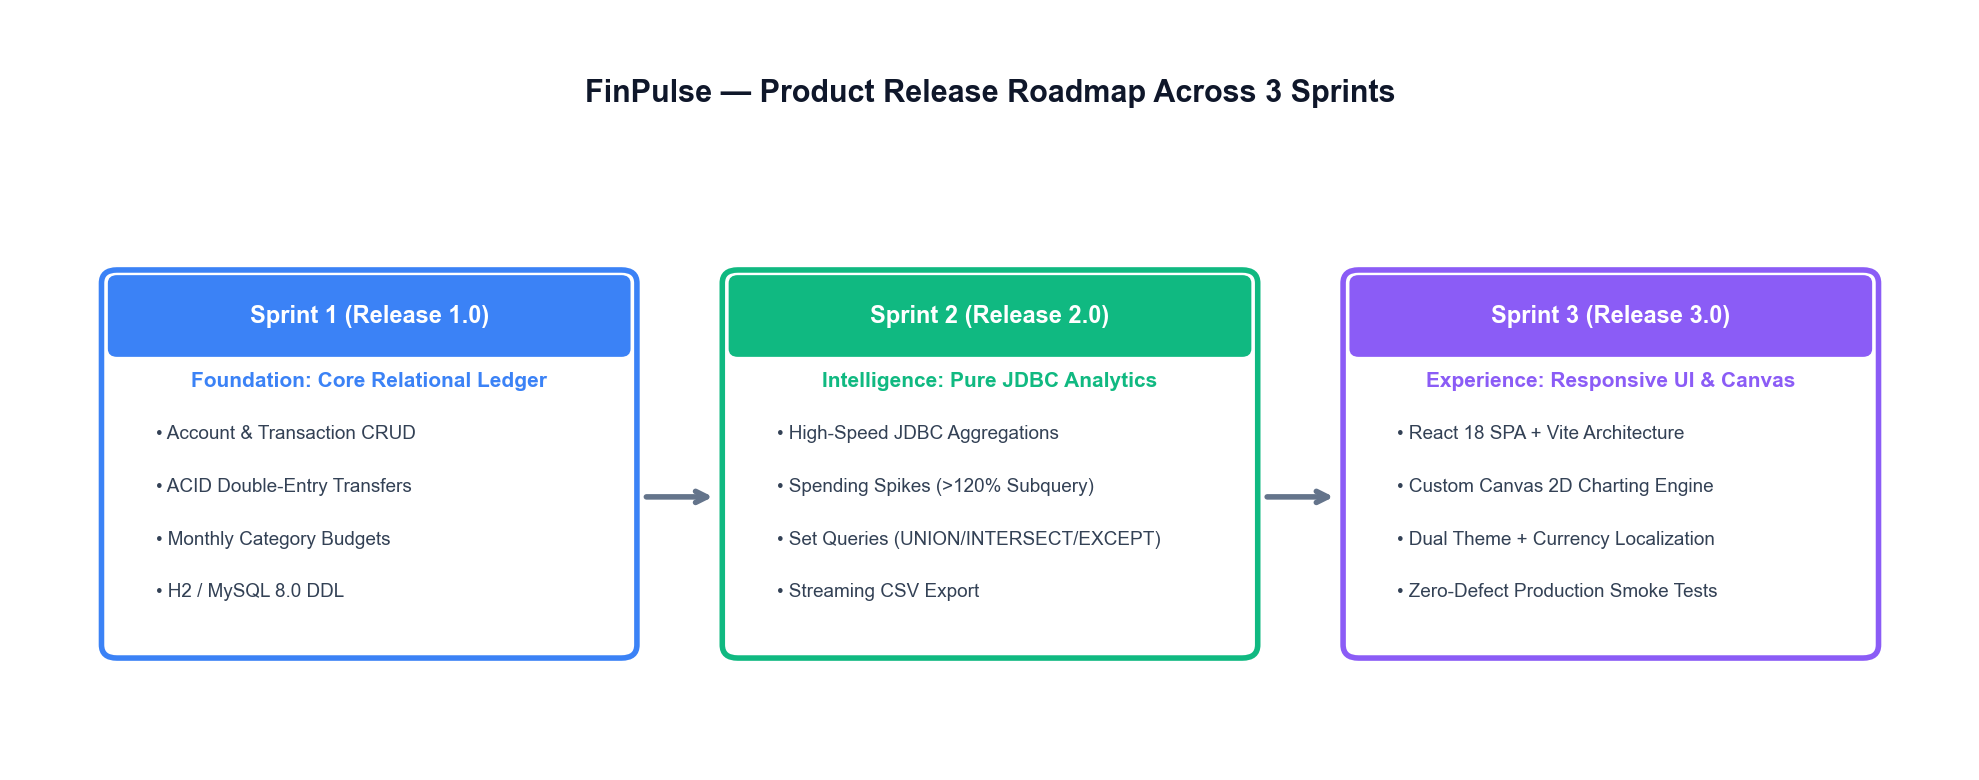 FinPulse — Product Release Roadmap Across 3 Sprints
Sprint 1 (Release 1.0)
Foundation: Core Relational Ledger
• Account & Transaction CRUD
• ACID Double-Entry Transfers
• Monthly Category Budgets
• H2 / MySQL 8.0 DDL
Sprint 2 (Release 2.0)
Intelligence: Pure JDBC Analytics
• High-Speed JDBC Aggregations
• Spending Spikes (>120% Subquery)
• Set Queries (UNION/INTERSECT/EXCEPT)
• Streaming CSV Export
Sprint 3 (Release 3.0)
Experience: Responsive UI & Canvas
• React 18 SPA + Vite Architecture
• Custom Canvas 2D Charting Engine
• Dual Theme + Currency Localization
• Zero-Defect Production Smoke Tests